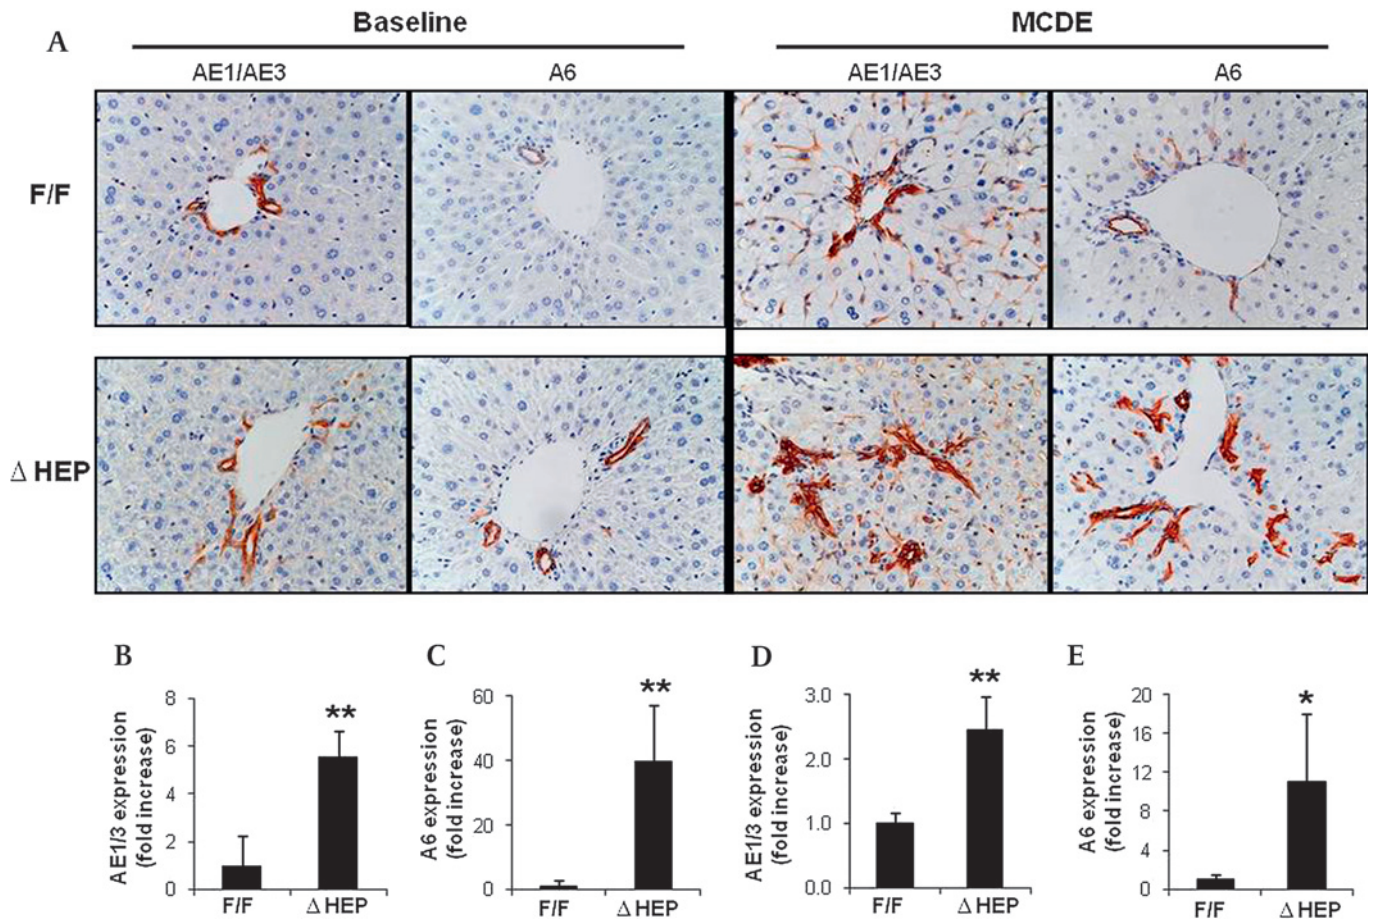 A
Baseline
MCDE
AE1/AE3
A6
AE1/AE3
A6
F/F
Δ HEP
B
AE1/3 expression
(fold increase)
8
6
4
2
0
**
F/F
Δ HEP
C
A6 expression
(fold increase)
60
40
20
0
**
F/F
Δ HEP
D
AE1/3 expression
(fold increase)
3.0
2.0
1.0
0.0
**
F/F
Δ HEP
E
A6 expression
(fold increase)
20
16
12
8
4
0
*
F/F
Δ HEP